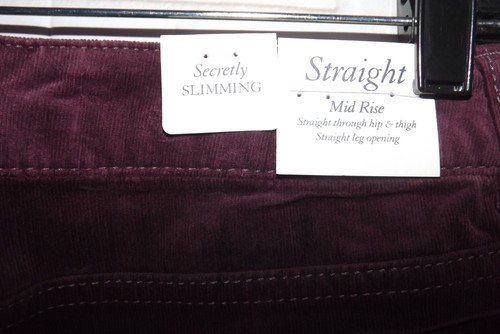 Secretly
SLIMMING
Straight
Mid Rise
Straight through hip & thigh
Straight leg opening